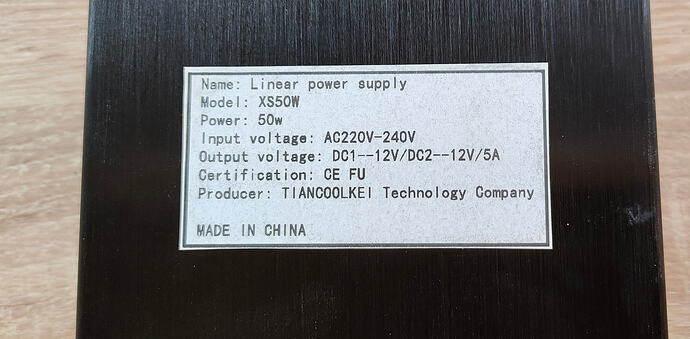 Name: Linear power supply
Model: XS50W
Power: 50w
Input voltage: AC220V-240V
Output voltage: DC1--12V/DC2--12V/5A
Certification: CE FU
Producer: TIANCOOLKEI Technology Company
MADE IN CHINA